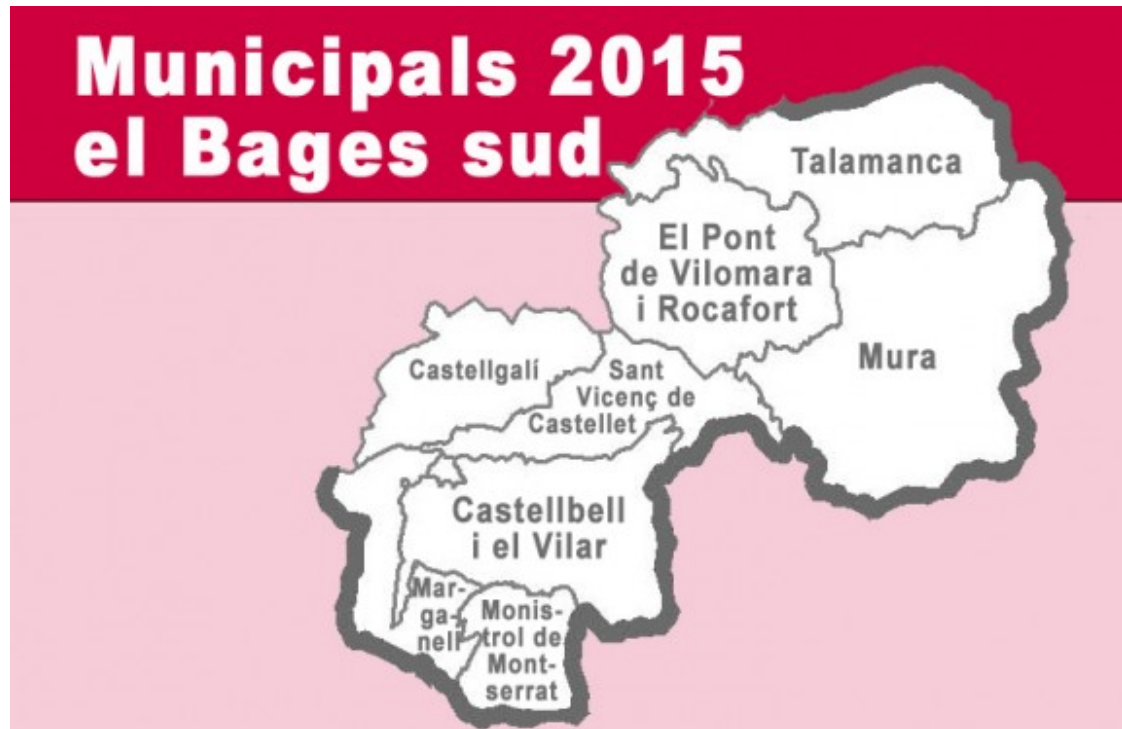 Municipals 2015
el Bages sud
Talamanca
El Pont
de Vilomara
i Rocafort
Mura
Castellgalí
Sant
Vicenç de
Castellet
Castellbell
i el Vilar
Mar-
ga-
nell
Monis-
trol de
Mont-
serrat